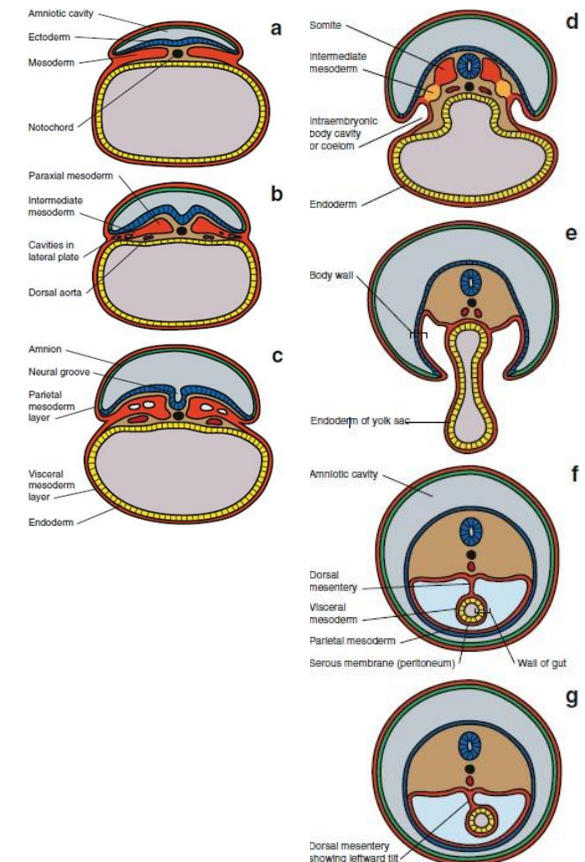 Amniotic cavity
Ectoderm
Mesoderm
Notochord
a
Paraxial mesoderm
Intermediate
mesoderm
Cavities in
lateral plate
Dorsal aorta
b
Amnion
Neural groove
Parietal
mesoderm
layer
Visceral
mesoderm
layer
Endoderm
c
Somite
Intermediate
mesoderm
Intraembryonic
body cavity
or coelom
Endoderm
d
Body wall
Endoderm of yolk sac
e
Amniotic cavity
Dorsal
mesentery
Visceral
mesoderm
Parietal mesoderm
Serous membrane (peritoneum)
Wall of gut
f
Dorsal mesentery
showing leftward tilt
g